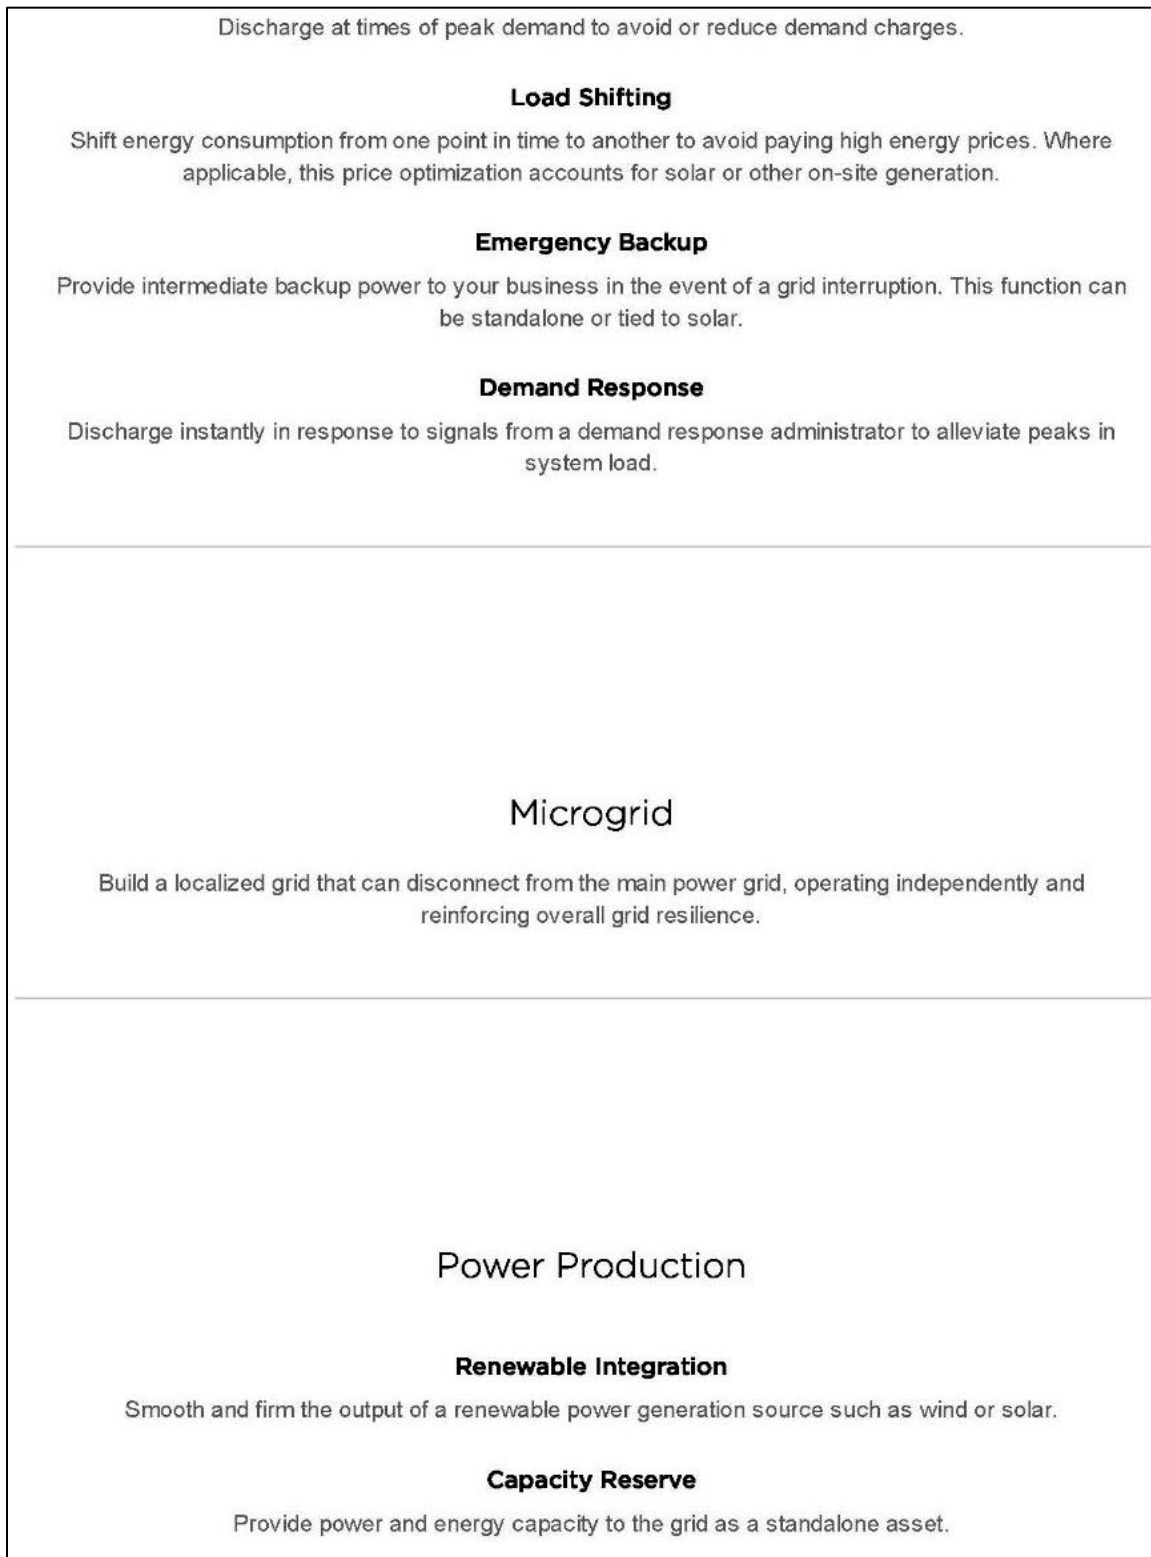 Discharge at times of peak demand to avoid or reduce demand charges.
Load Shifting
Shift energy consumption from one point in time to another to avoid paying high energy prices. Where
applicable, this price optimization accounts for solar or other on-site generation.
Emergency Backup
Provide intermediate backup power to your business in the event of a grid interruption. This function can
be standalone or tied to solar.
Demand Response
Discharge instantly in response to signals from a demand response administrator to alleviate peaks in
system load.
Microgrid
Build a localized grid that can disconnect from the main power grid, operating independently and
reinforcing overall grid resilience.
Power Production
Renewable Integration
Smooth and firm the output of a renewable power generation source such as wind or solar.
Capacity Reserve
Provide power and energy capacity to the grid as a standalone asset.